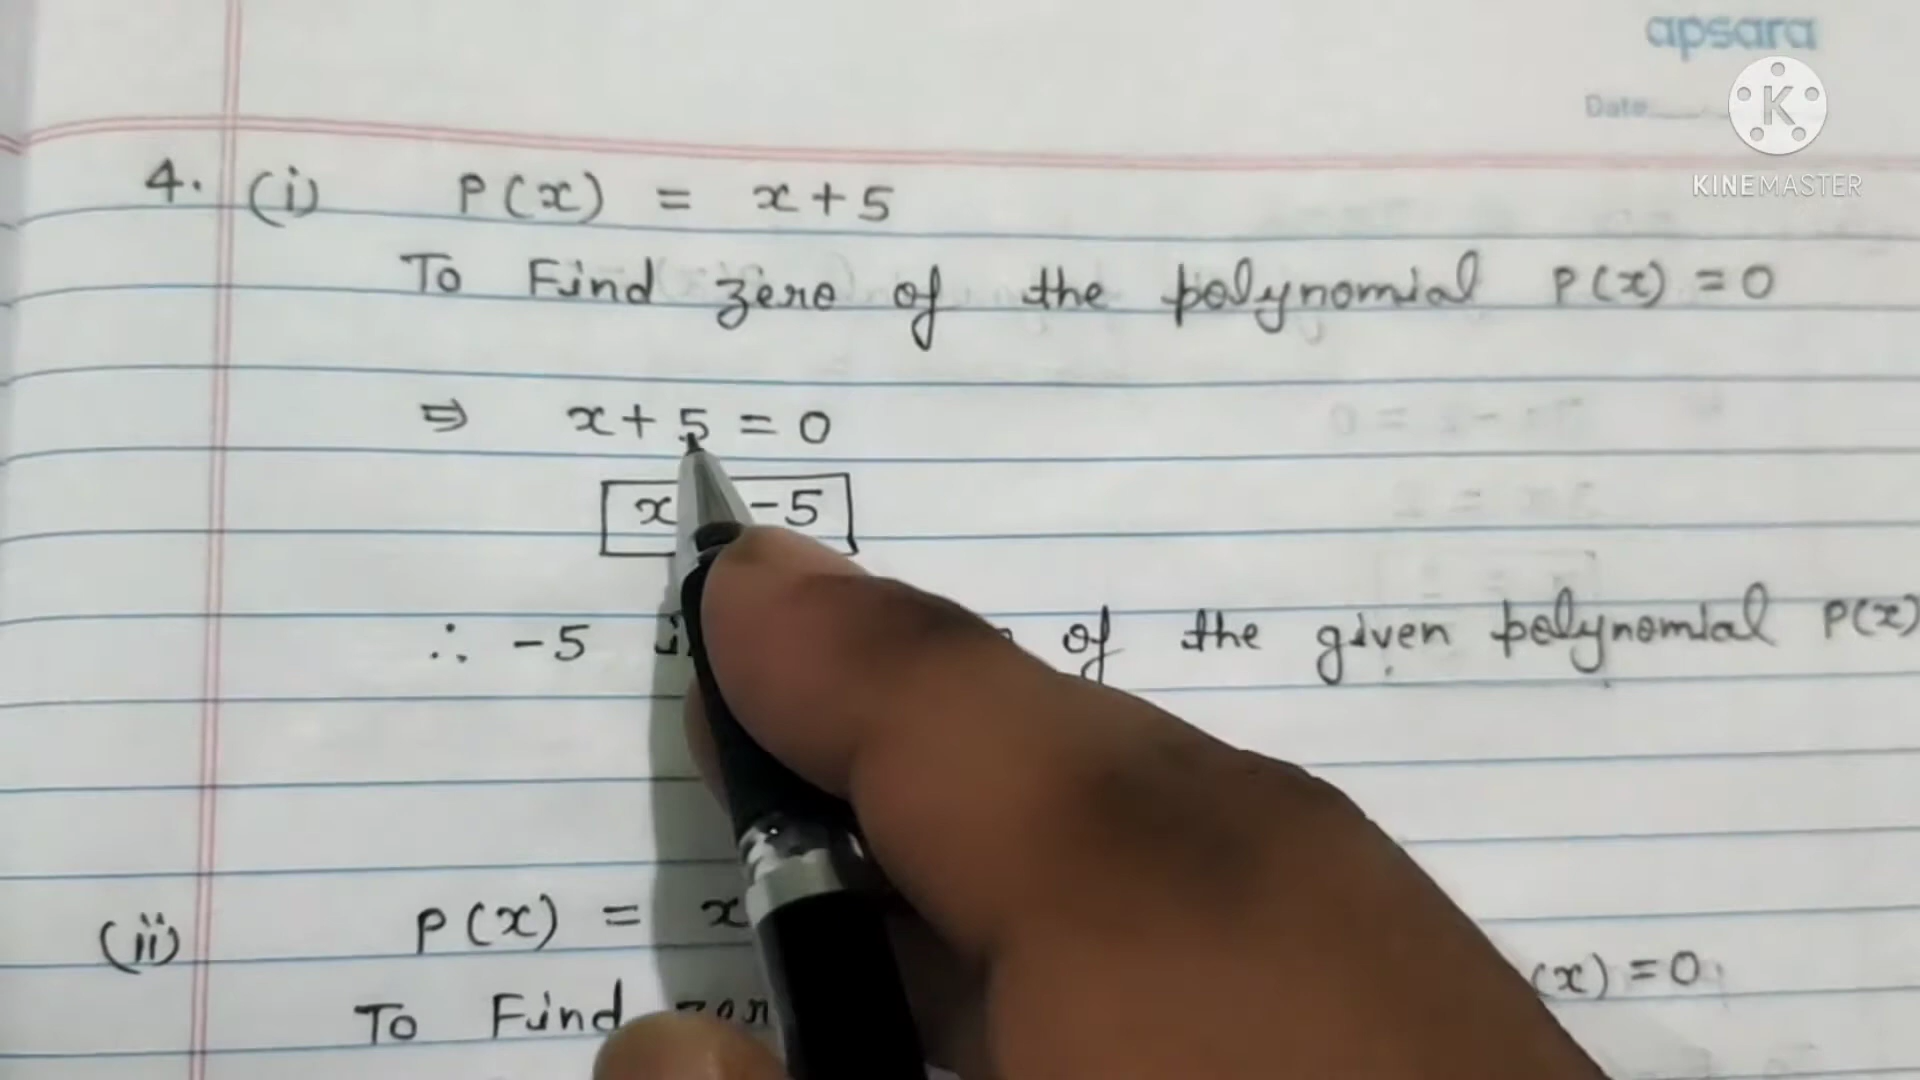 apsara
Date:
K
KINEMASTER
4. (i) P(x) = x+5
To Find zero of the polynomial P(x) = 0
⇒ x+5 = 0
x -5
∴ -5 of the given polynomial P(x)
(ii) P(x) = x
(x) = 0
To Find